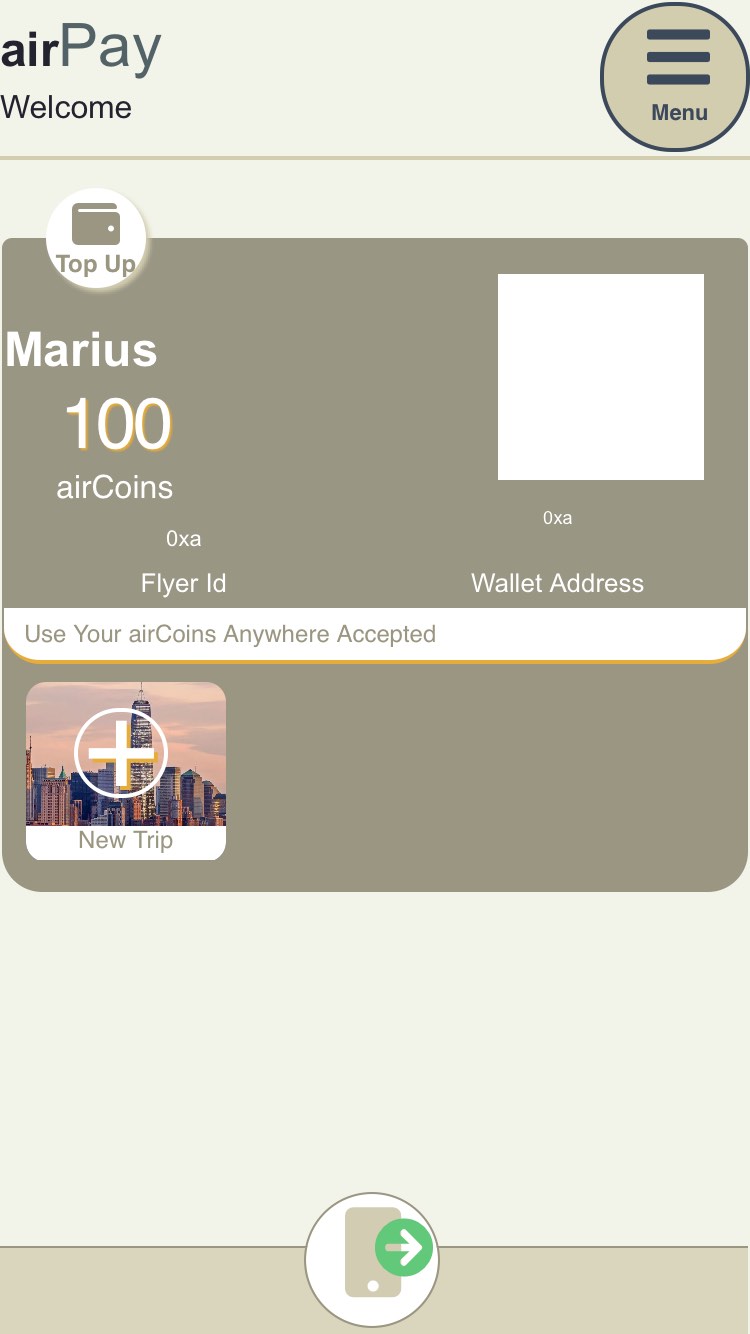 airPay
Welcome
Menu
Top Up
Marius
100
airCoins
0xa
Flyer Id
0xa
Wallet Address
Use Your airCoins Anywhere Accepted
New Trip